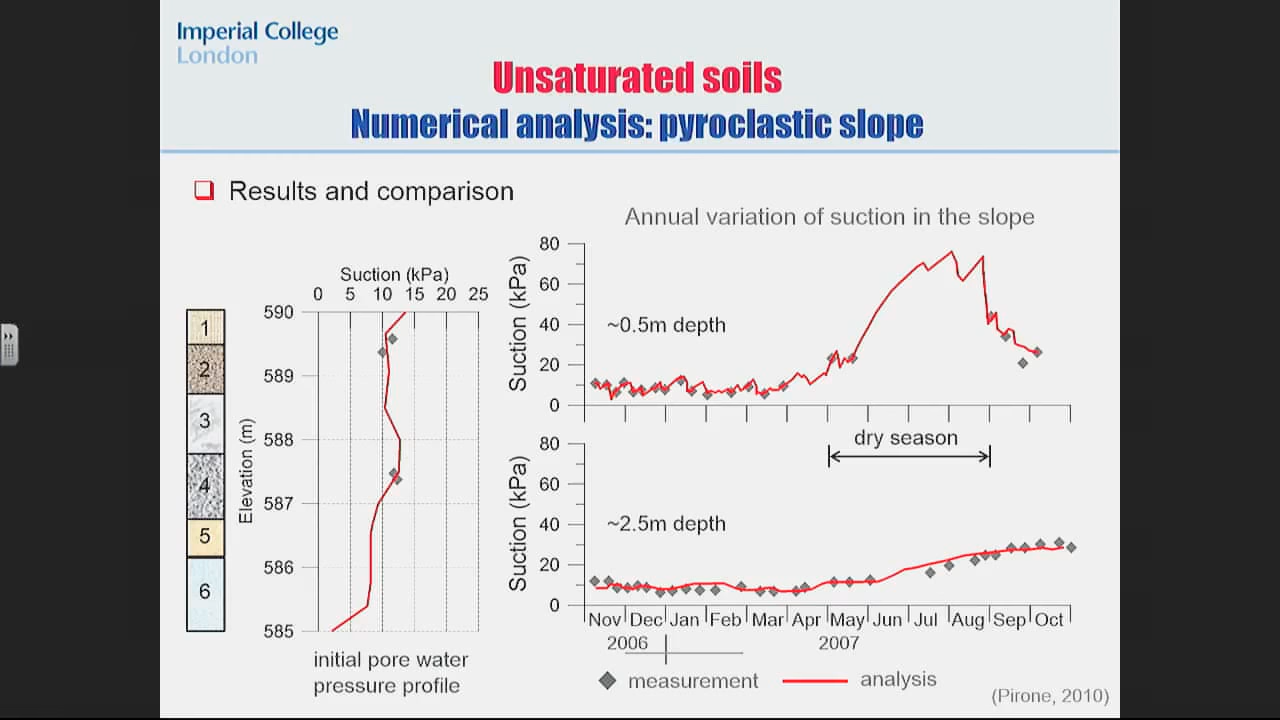 Imperial College
London
Unsaturated soils
Numerical analysis: pyroclastic slope
Results and comparison
Suction (kPa)
0 5 10 15 20 25
590
589
588
587
586
585
Elevation (m)
1
2
3
4
5
6
initial pore water
pressure profile
Annual variation of suction in the slope
Suction (kPa)
80
60
40
20
0
~0.5m depth
dry season
Suction (kPa)
80
60
40
20
0
~2.5m depth
Nov Dec Jan Feb Mar Apr May Jun Jul Aug Sep Oct
2006 2007
measurement analysis
(Pirone, 2010)